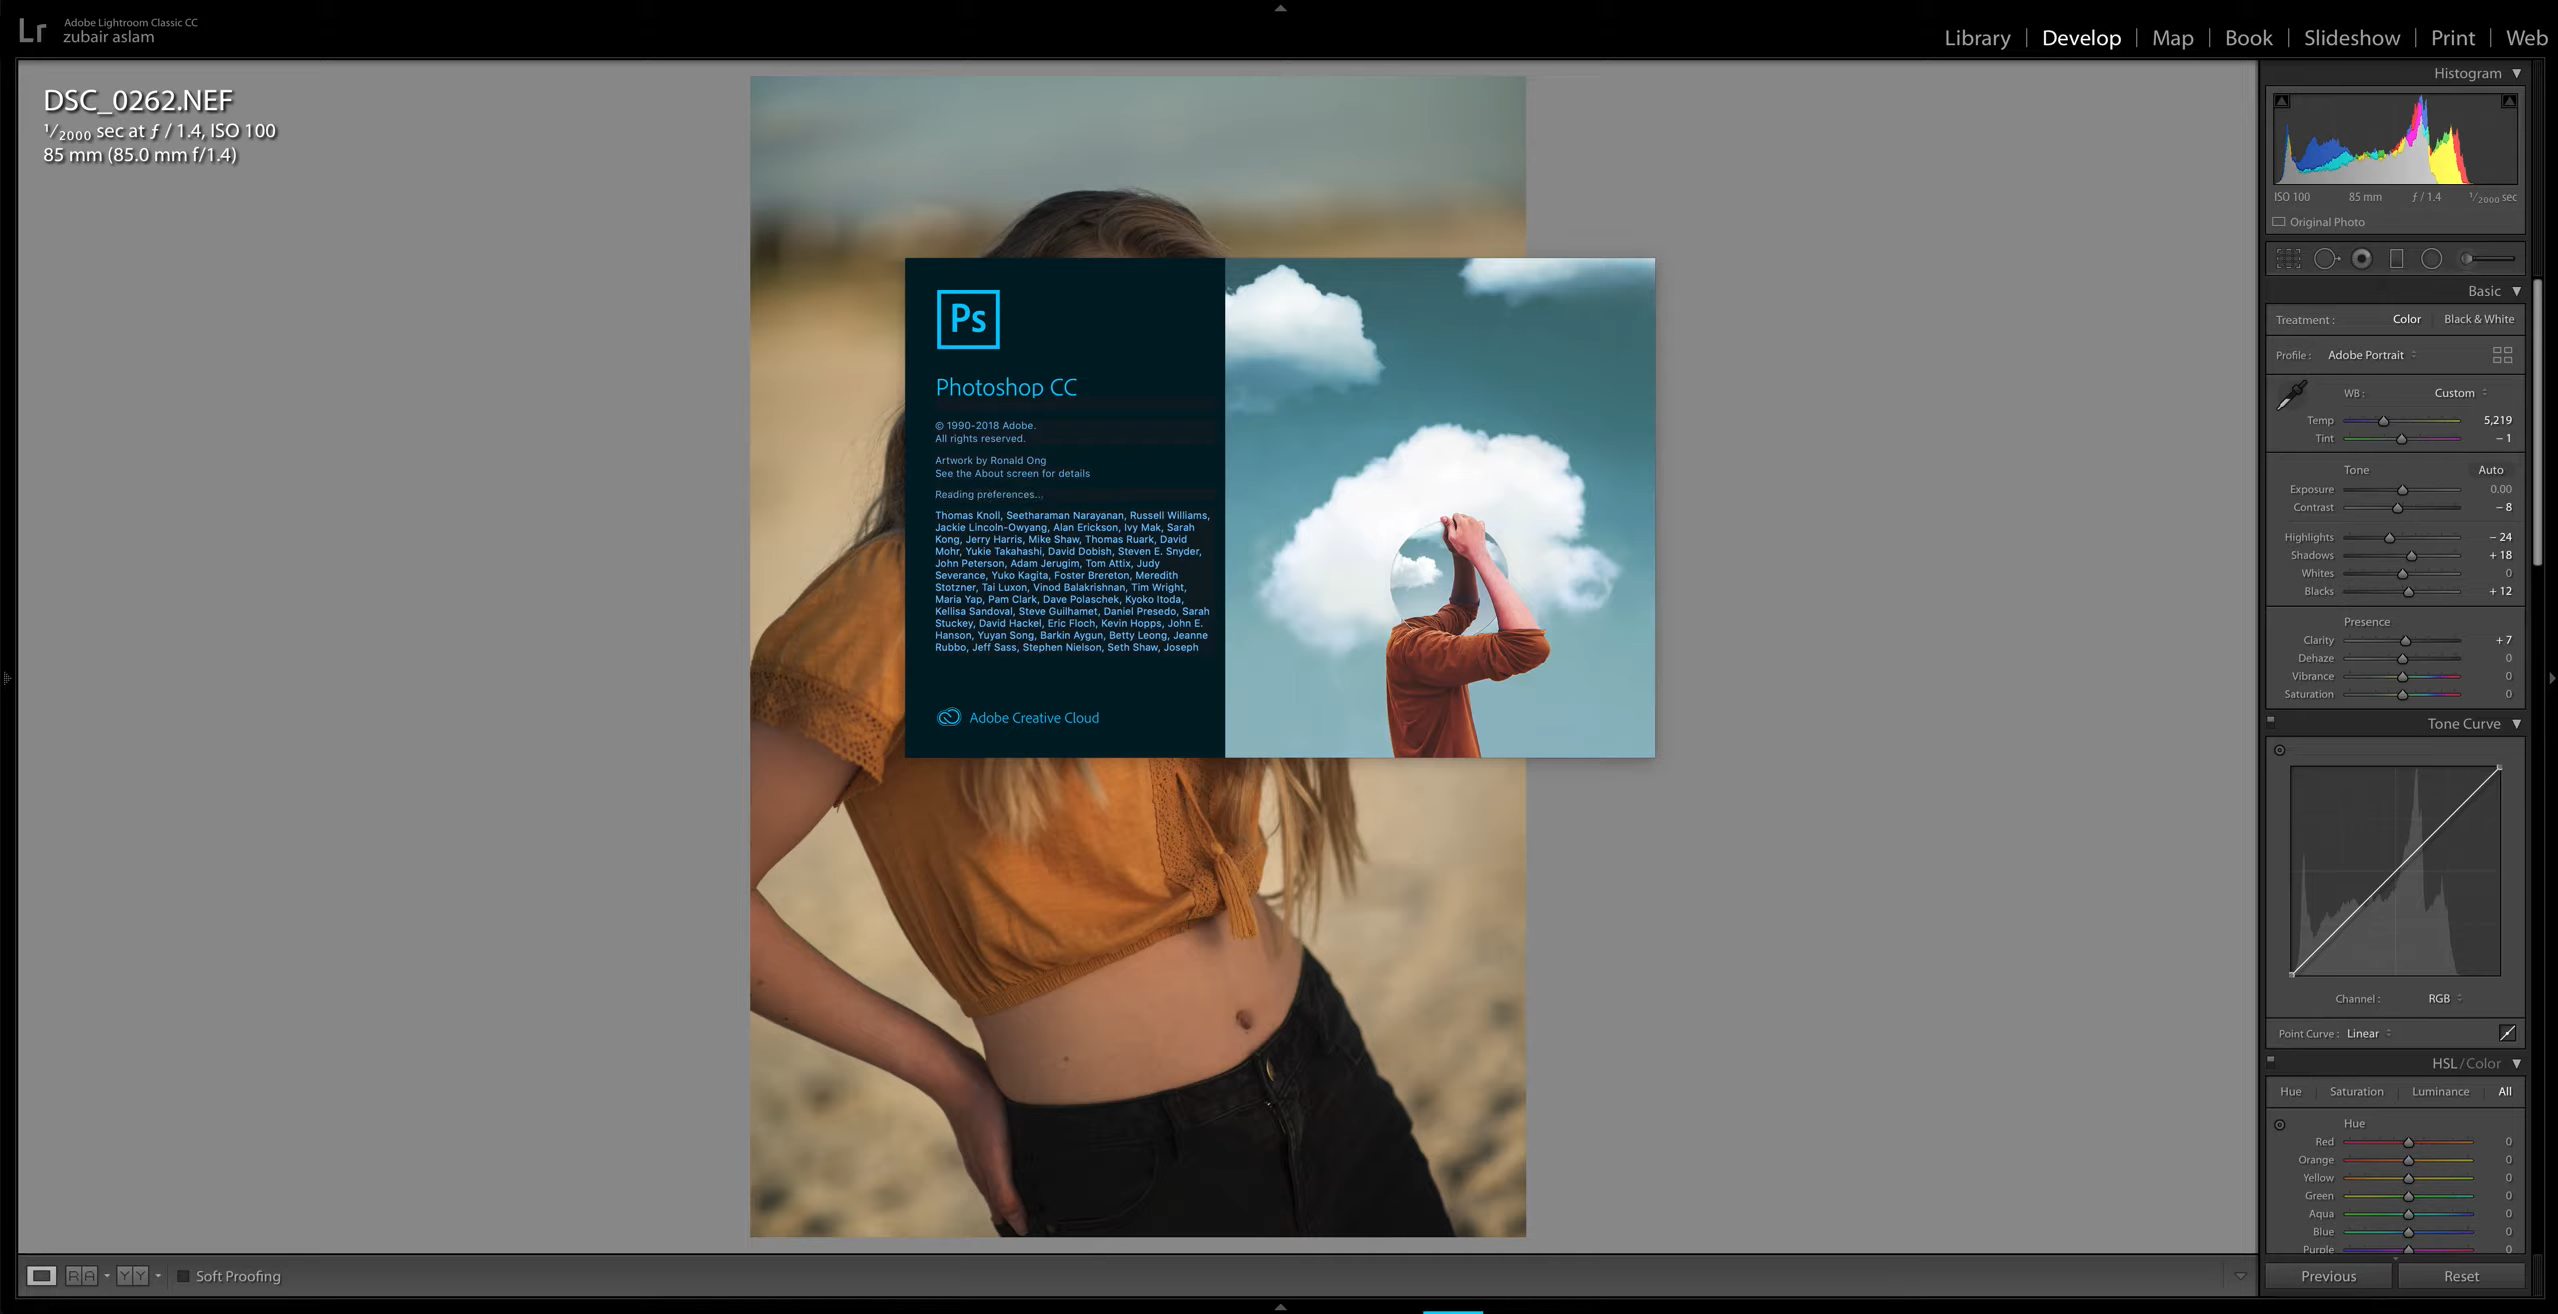 Lr
Adobe Lightroom Classic CC
zubair aslam
Library | Develop | Map | Book | Slideshow | Print | Web
DSC_0262.NEF
1/2000 sec at ƒ / 1.4, ISO 100
85 mm (85.0 mm f/1.4)
Ps
Photoshop CC
© 1990-2018 Adobe.
All rights reserved.
Artwork by Ronald Ong
See the About screen for details
Reading preferences...
Thomas Knoll, Seetharaman Narayanan, Russell Williams,
Jackie Lincoln-Owyang, Alan Erickson, Ivy Mak, Sarah
Kong, Jerry Harris, Mike Shaw, Thomas Ruark, David
Mohr, Yukie Takahashi, David Dobish, Steven E. Snyder,
John Peterson, Adam Jerugim, Tom Attix, Judy
Severance, Yuko Kagita, Foster Brereton, Meredith
Stotzner, Tai Luxon, Vinod Balakrishnan, Tim Wright,
Maria Yap, Pam Clark, Dave Polaschek, Kyoko Itoda,
Kellisa Sandoval, Steve Guilhamet, Daniel Presedo, Sarah
Stuckey, David Hackel, Eric Floch, Kevin Hopps, John E.
Hanson, Yuyan Song, Barkin Aygun, Betty Leong, Jeanne
Rubbo, Jeff Sass, Stephen Nielson, Seth Shaw, Joseph
Adobe Creative Cloud
Histogram
ISO 100 85 mm ƒ / 1.4 1/2000 sec
Original Photo
Basic
Treatment : Color Black & White
Profile : Adobe Portrait
WB : Custom
Temp 5,219
Tint − 1
Tone Auto
Exposure 0.00
Contrast − 8
Highlights − 24
Shadows + 18
Whites 0
Blacks + 12
Presence
Clarity + 7
Dehaze 0
Vibrance 0
Saturation 0
Tone Curve
Channel : RGB
Point Curve : Linear
HSL / Color
Hue Saturation Luminance All
Hue
Red 0
Orange 0
Yellow 0
Green 0
Aqua 0
Blue 0
Purple 0
R A Y Y Soft Proofing
Previous Reset